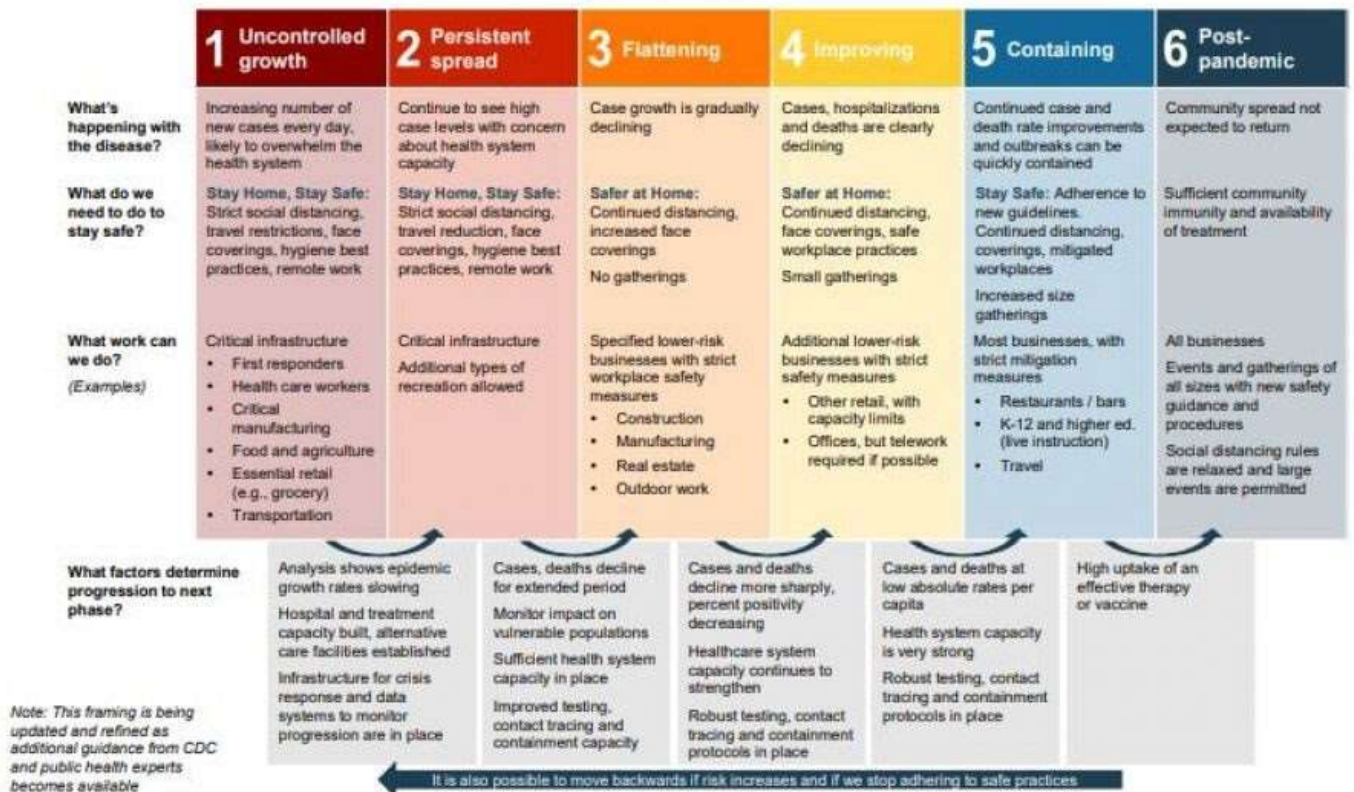 1 Uncontrolled
growth
2 Persistent
spread
3 Flattening
4 Improving
5 Containing
6 Post-
pandemic
What's
happening with
the disease?
Increasing number of
new cases every day,
likely to overwhelm the
health system
Continue to see high
case levels with concern
about health system
capacity
Case growth is gradually
declining
Cases, hospitalizations
and deaths are clearly
declining
Continued case and
death rate improvements
and outbreaks can be
quickly contained
Community spread not
expected to return
What do we
need to do to
stay safe?
Stay Home, Stay Safe:
Strict social distancing,
travel restrictions, face
coverings, hygiene best
practices, remote work
Stay Home, Stay Safe:
Strict social distancing,
travel reduction, face
coverings, hygiene best
practices, remote work
Safer at Home:
Continued distancing,
increased face
coverings
No gatherings
Safer at Home:
Continued distancing,
face coverings, safe
workplace practices
Small gatherings
Stay Safe: Adherence to
new guidelines.
Continued distancing,
coverings, mitigated
workplaces
Increased size
gatherings
Sufficient community
immunity and availability
of treatment
What work can
we do?
(Examples)
Critical infrastructure
• First responders
• Health care workers
• Critical
manufacturing
• Food and agriculture
• Essential retail
(e.g., grocery)
• Transportation
Critical infrastructure
Additional types of
recreation allowed
Specified lower-risk
businesses with strict
workplace safety
measures
• Construction
• Manufacturing
• Real estate
• Outdoor work
Additional lower-risk
businesses with strict
safety measures
• Other retail, with
capacity limits
• Offices, but telework
required if possible
Most businesses, with
strict mitigation
measures
• Restaurants / bars
• K-12 and higher ed.
(live instruction)
• Travel
All businesses
Events and gatherings of
all sizes with new safety
guidance and
procedures
Social distancing rules
are relaxed and large
events are permitted
What factors determine
progression to next
phase?
Analysis shows epidemic
growth rates slowing
Hospital and treatment
capacity built, alternative
care facilities established
Infrastructure for crisis
response and data
systems to monitor
progression are in place
Cases, deaths decline
for extended period
Monitor impact on
vulnerable populations
Sufficient health system
capacity in place
Improved testing,
contact tracing and
containment capacity
Cases and deaths
decline more sharply,
percent positivity
decreasing
Healthcare system
capacity continues to
strengthen
Robust testing, contact
tracing and containment
protocols in place
Cases and deaths at
low absolute rates per
capita
Health system capacity
is very strong
Robust testing, contact
tracing and containment
protocols in place
High uptake of an
effective therapy
or vaccine
Note: This framing is being
updated and refined as
additional guidance from CDC
and public health experts
becomes available
It is also possible to move backwards if risk increases and if we stop adhering to safe practices